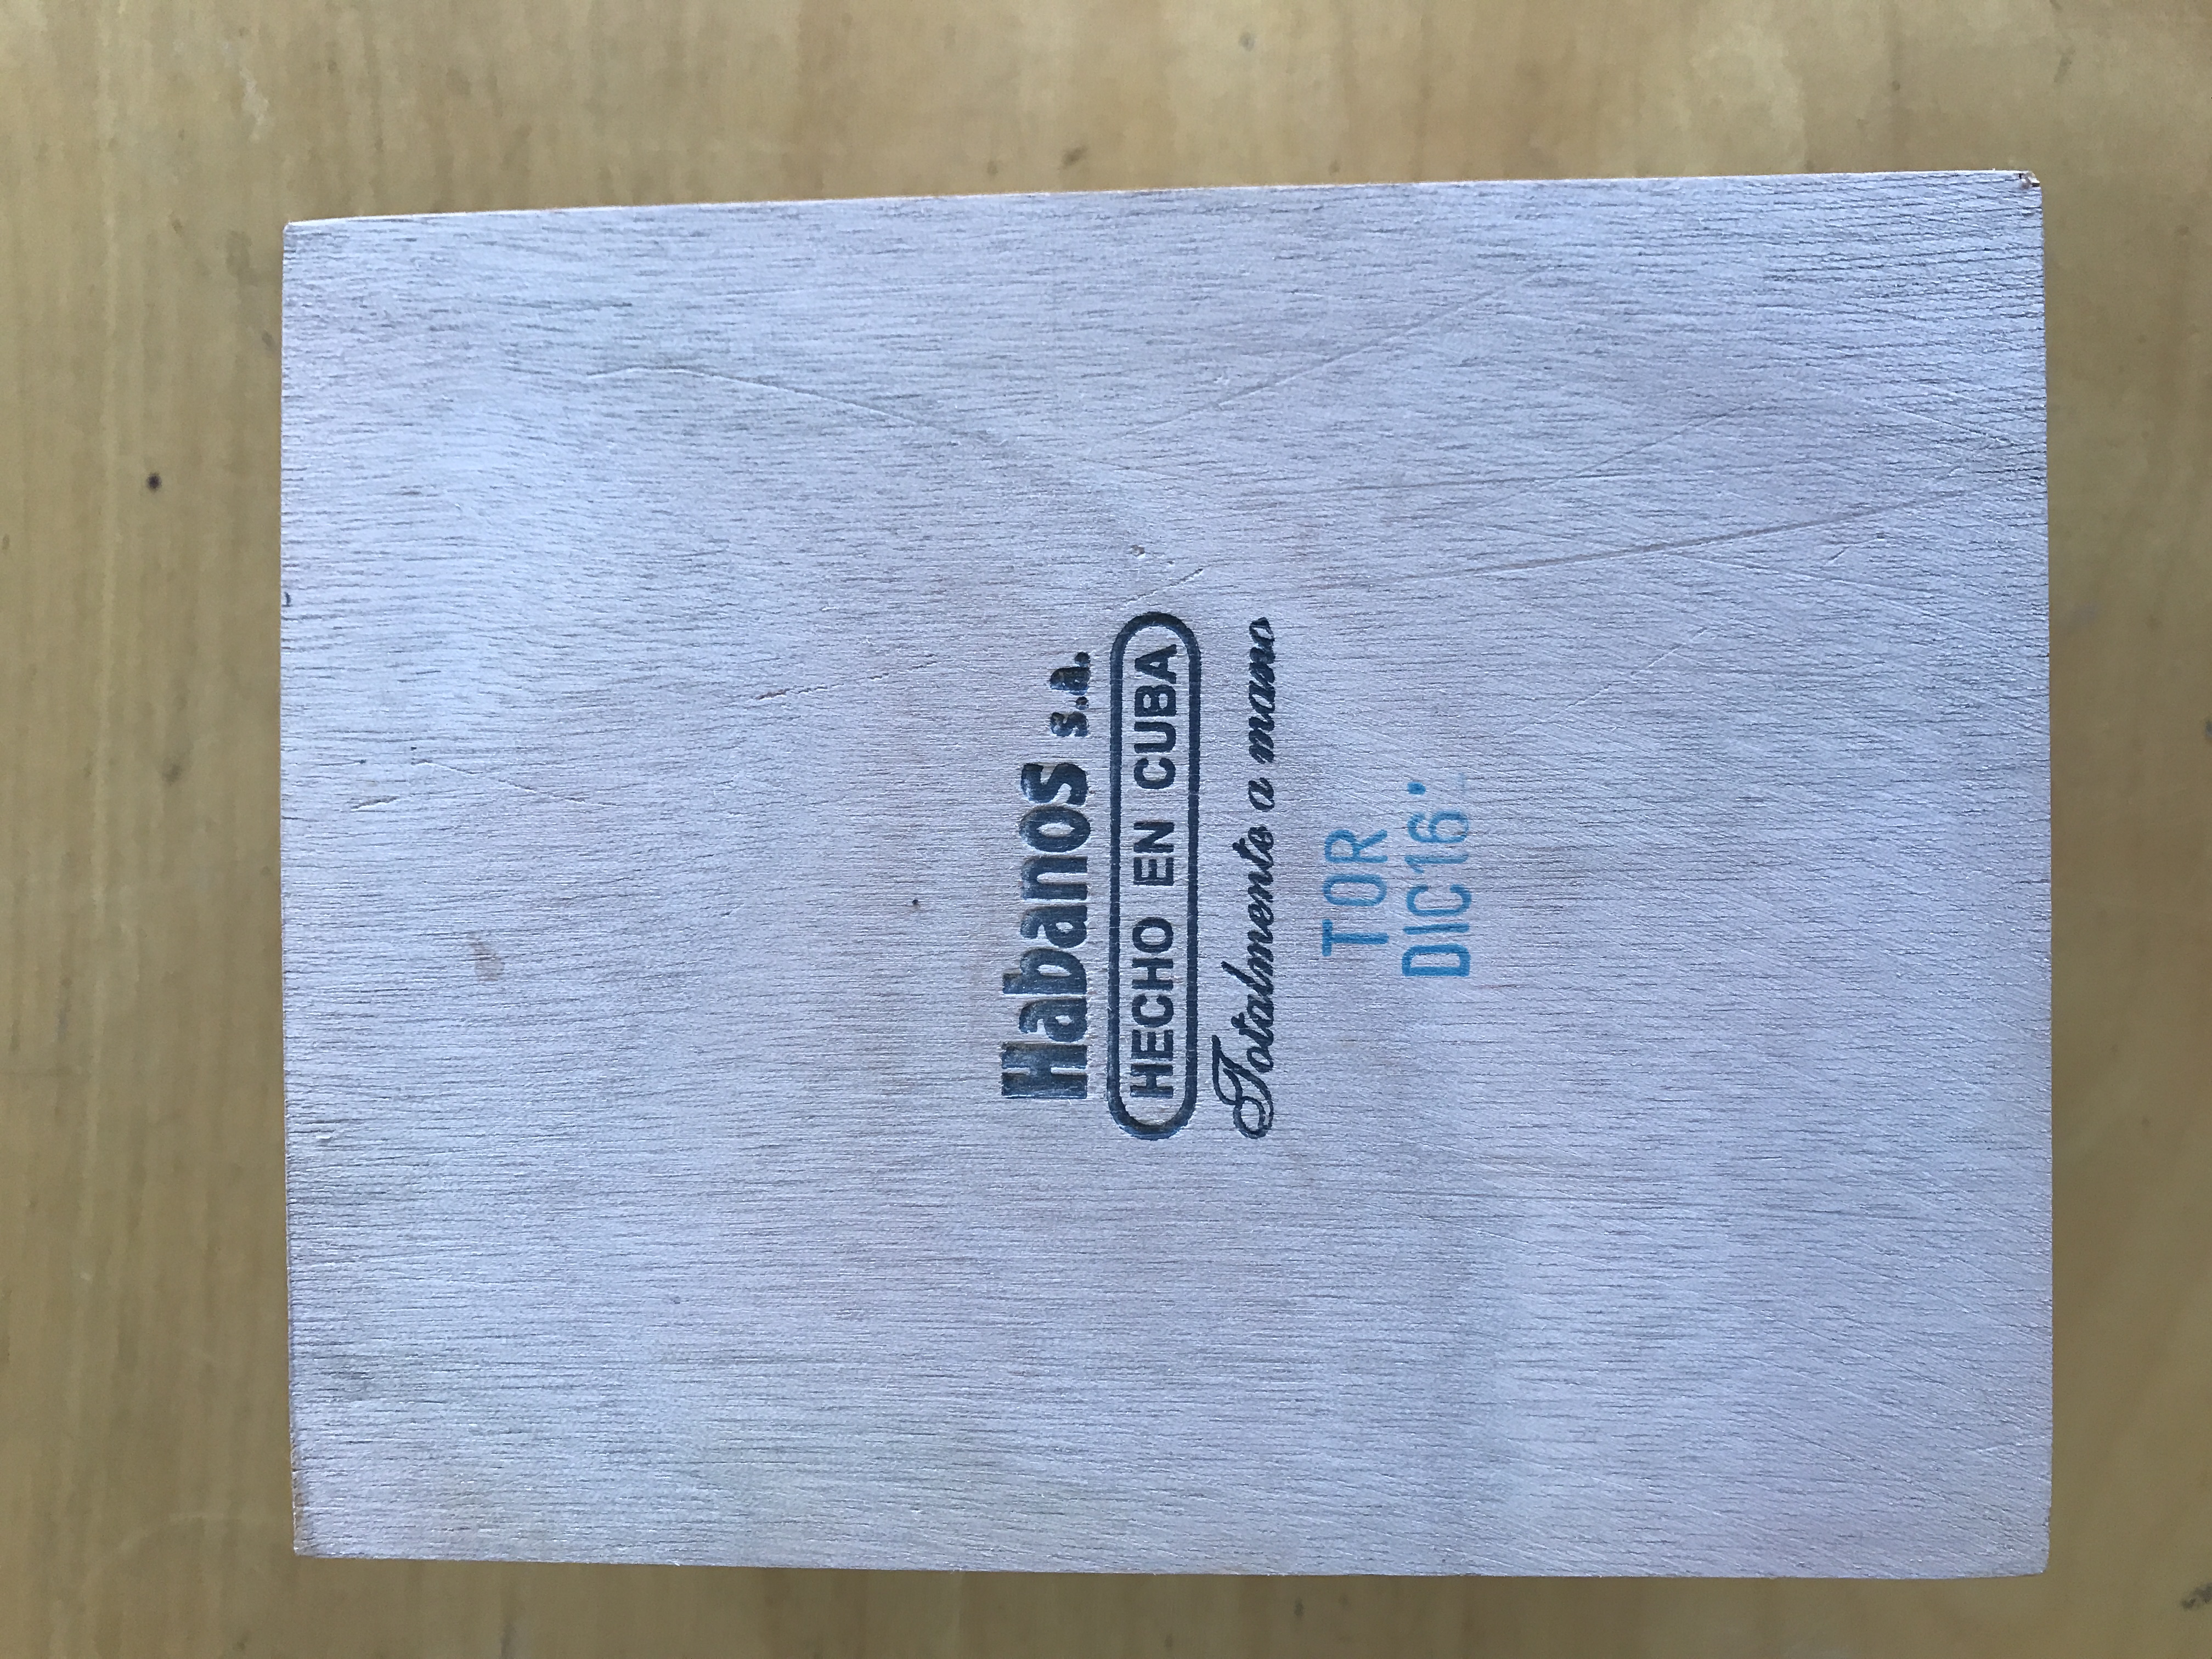 Habanos s.a.
HECHO EN CUBA
Totalmente a mano
TOR
DIC16